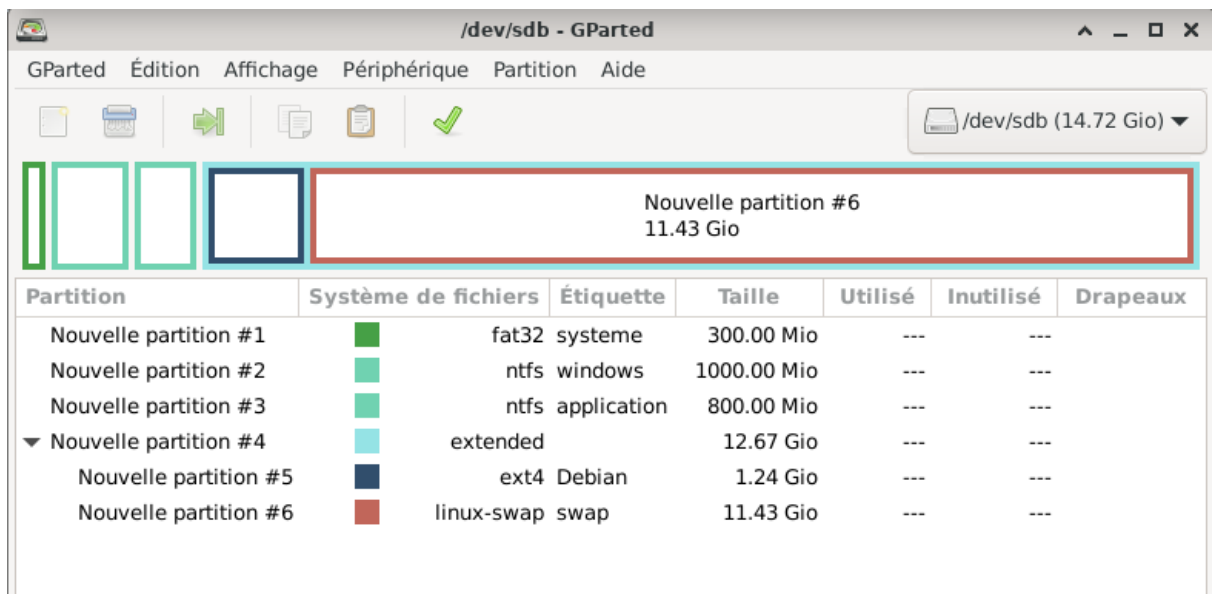 /dev/sdb - GParted
GParted Édition Affichage Périphérique Partition Aide
/dev/sdb (14.72 Gio)
Nouvelle partition #6
11.43 Gio
Partition Système de fichiers Étiquette Taille Utilisé Inutilisé Drapeaux
Nouvelle partition #1 fat32 systeme 300.00 Mio --- ---
Nouvelle partition #2 ntfs windows 1000.00 Mio --- ---
Nouvelle partition #3 ntfs application 800.00 Mio --- ---
Nouvelle partition #4 extended 12.67 Gio --- ---
Nouvelle partition #5 ext4 Debian 1.24 Gio --- ---
Nouvelle partition #6 linux-swap swap 11.43 Gio --- ---